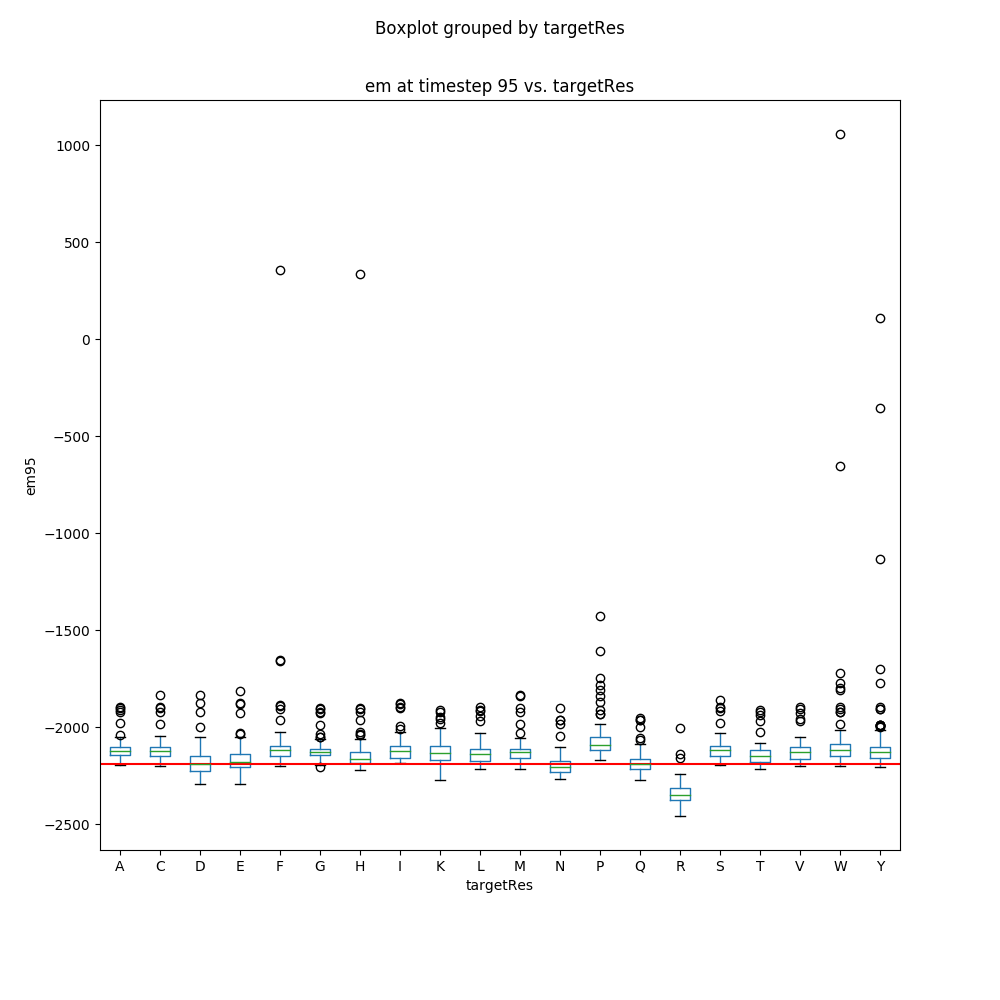 Boxplot grouped by targetRes
em at timestep 95 vs. targetRes
1000
500
0
−500
−1000
−1500
−2000
−2500
em95
A C D E F G H I K L M N P Q R S T V W Y
targetRes